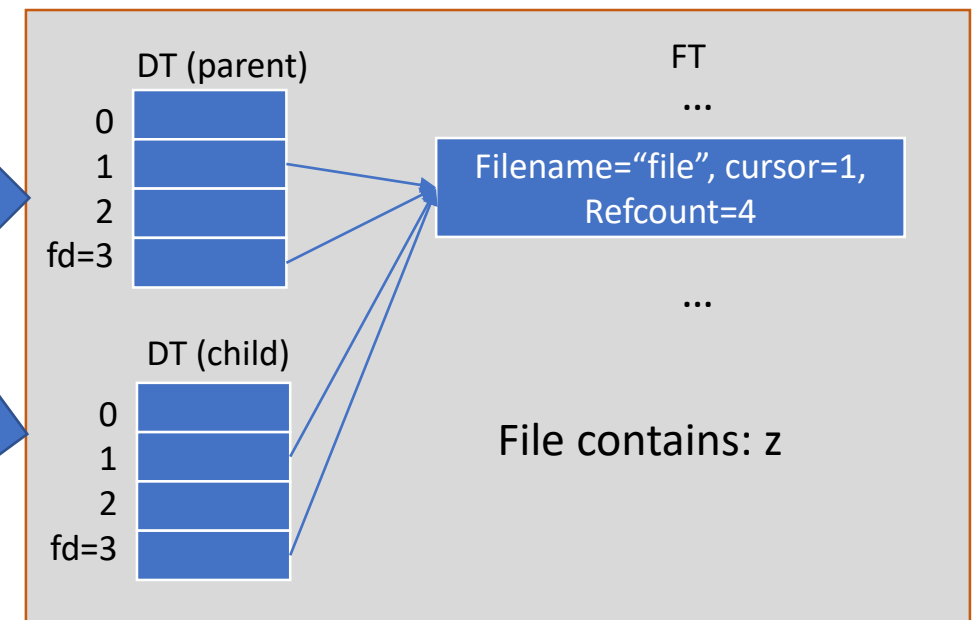 DT (parent)
0
1
2
fd=3
FT
...
Filename=“file”, cursor=1,
Refcount=4
...
DT (child)
0
1
2
fd=3
File contains: z